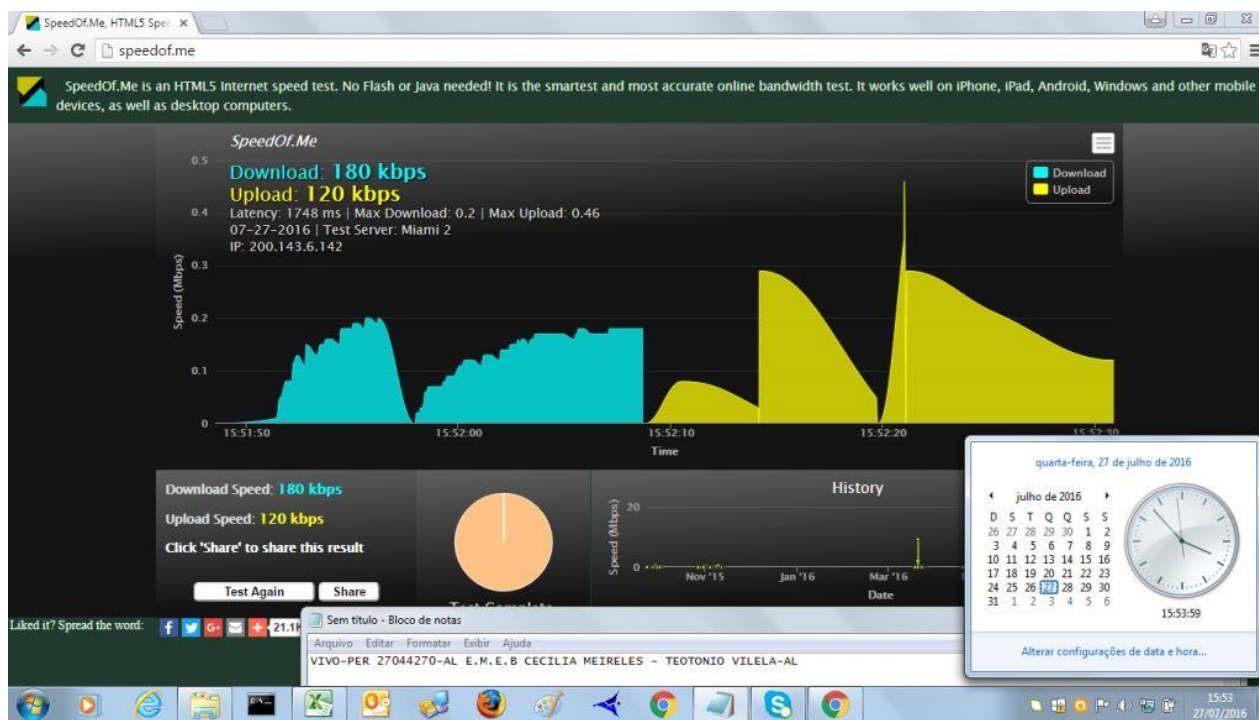 SpeedOf.Me, HTML5 Spee
speedof.me
SpeedOf.Me is an HTML5 Internet speed test. No Flash or Java needed! It is the smartest and most accurate online bandwidth test. It works well on iPhone, iPad, Android, Windows and other mobile
devices, as well as desktop computers.
SpeedOf.Me
Download: 180 kbps
Upload: 120 kbps
Latency: 1748 ms | Max Download: 0.2 | Max Upload: 0.46
07-27-2016 | Test Server: Miami 2
IP: 200.143.6.142
Download
Upload
Speed (Mbps)
0.5
0.4
0.3
0.2
0.1
0
15:51:50 15:52:00 15:52:10 15:52:20 15:52:30
Time
Download Speed: 180 kbps
Upload Speed: 120 kbps
Click 'Share' to share this result
Test Again Share
Test Complete
History
Speed (Mbps)
20
0
Nov '15 Jan '16 Mar '16
Date
Liked it? Spread the word:
21.1K
quarta-feira, 27 de julho de 2016
julho de 2016
D S T Q Q S S
26 27 28 29 30 1 2
3 4 5 6 7 8 9
10 11 12 13 14 15 16
17 18 19 20 21 22 23
24 25 26 27 28 29 30
31 1 2 3 4 5 6
15:53:59
Alterar configurações de data e hora...
Sem título - Bloco de notas
Arquivo Editar Formatar Exibir Ajuda
VIVO-PER 27044270-AL E.M.E.B CECILIA MEIRELES - TEOTONIO VILELA-AL
15:53
27/07/2016